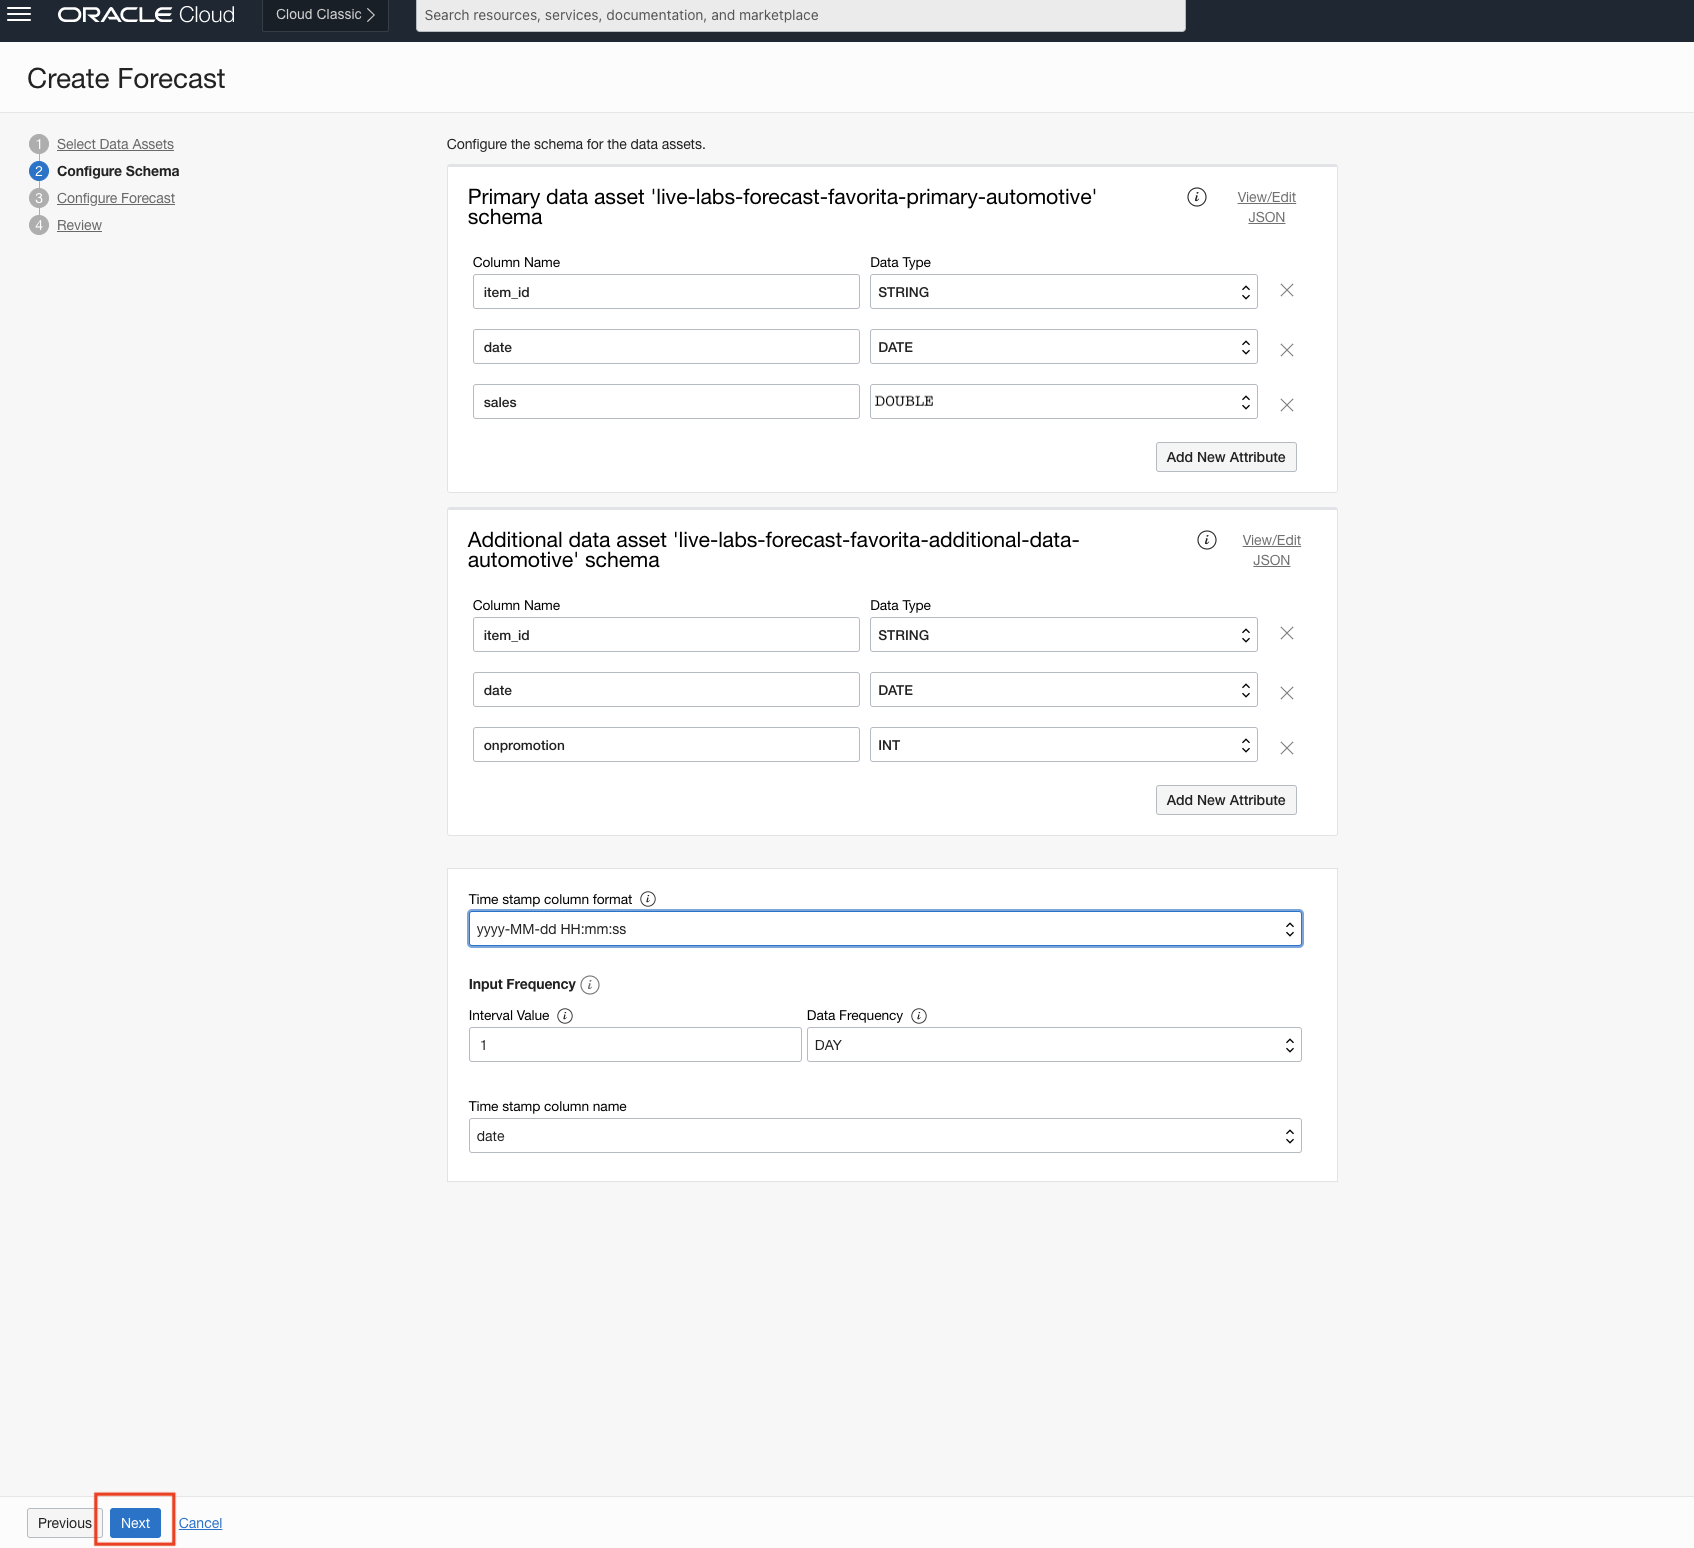 ORACLE Cloud
Cloud Classic
Search resources, services, documentation, and marketplace
Create Forecast
1 Select Data Assets
2 Configure Schema
3 Configure Forecast
4 Review
Configure the schema for the data assets.
Primary data asset 'live-labs-forecast-favorita-primary-automotive'
schema
View/Edit
JSON
Column Name Data Type
item_id STRING
date DATE
sales DOUBLE
Add New Attribute
Additional data asset 'live-labs-forecast-favorita-additional-data-
automotive' schema
View/Edit
JSON
Column Name Data Type
item_id STRING
date DATE
onpromotion INT
Add New Attribute
Time stamp column format
yyyy-MM-dd HH:mm:ss
Input Frequency
Interval Value Data Frequency
1 DAY
Time stamp column name
date
Previous Next Cancel